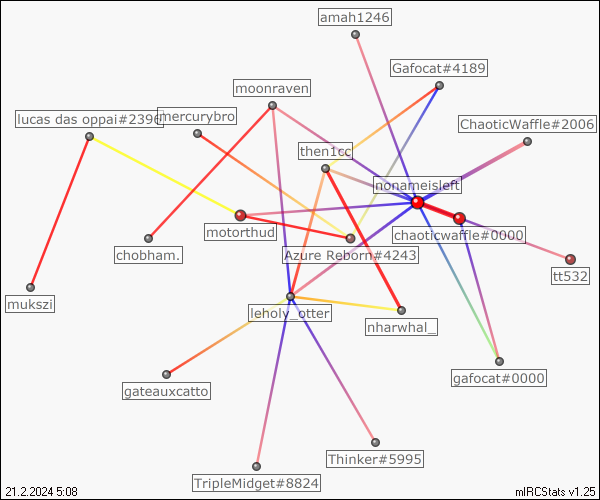 amah1246
Gafocat#4189
moonraven
lucas das oppai#2396
mercurybro
ChaoticWaffle#2006
then1cc
nonameisleft
motorthud
chaoticwaffle#0000
chobham.
Azure Reborn#4243
tt532
mukszi
leholy_otter
nharwhal_
gateauxcatto
gafocat#0000
Thinker#5995
TripleMidget#8824
21.2.2024 5:08
mIRCStats v1.25